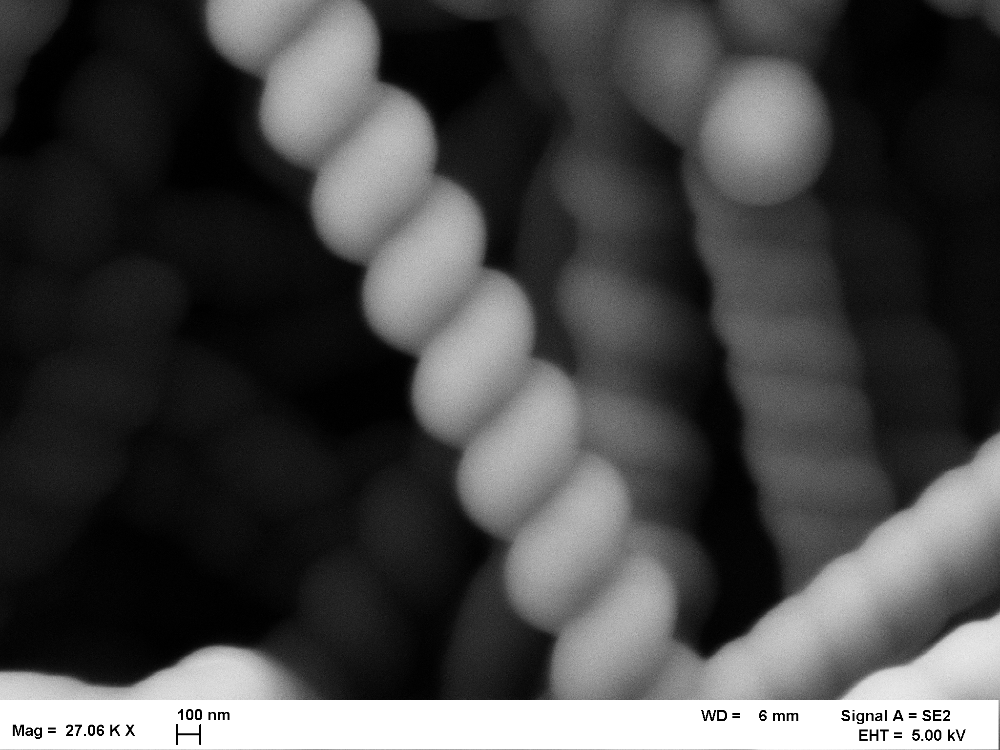 100 nm
Mag = 27.06 K X
WD = 6 mm
Signal A = SE2
EHT = 5.00 kV